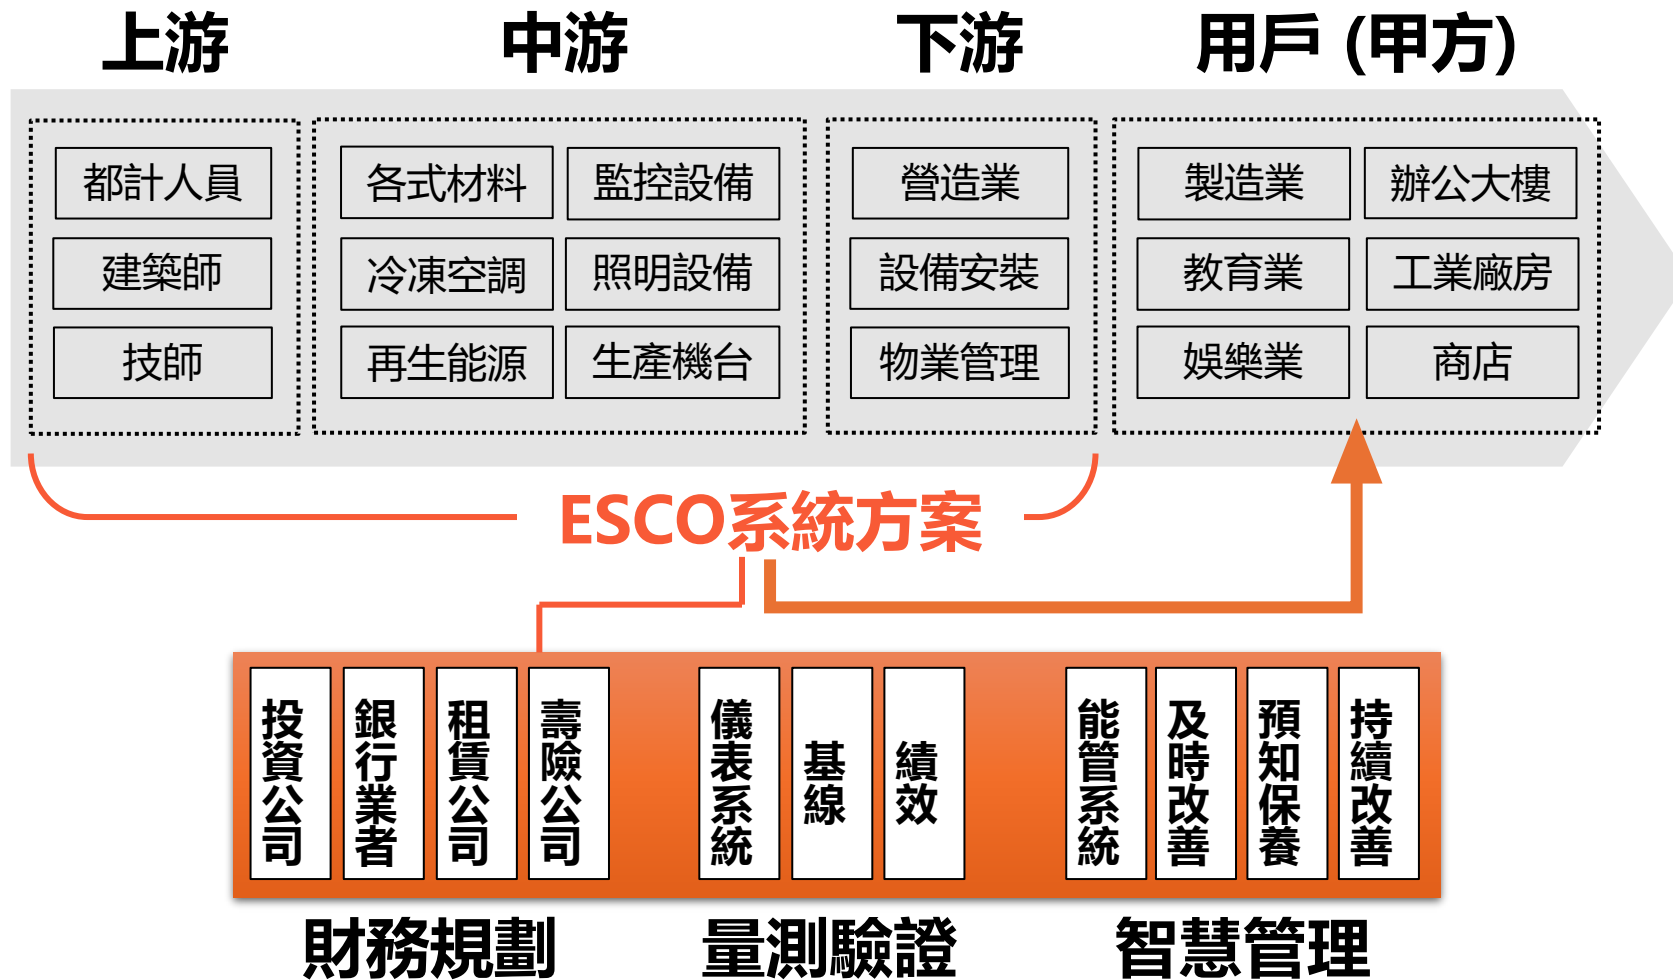 上游
中游
下游
用戶 (甲方)
都計人員
建築師
技師
各式材料
監控設備
冷凍空調
照明設備
再生能源
生產機台
營造業
設備安裝
物業管理
製造業
辦公大樓
教育業
工業廠房
娛樂業
商店
ESCO系統方案
投資公司
銀行業者
租賃公司
壽險公司
儀表系統
基線
績效
能管系統
及時改善
預知保養
持續改善
財務規劃
量測驗證
智慧管理